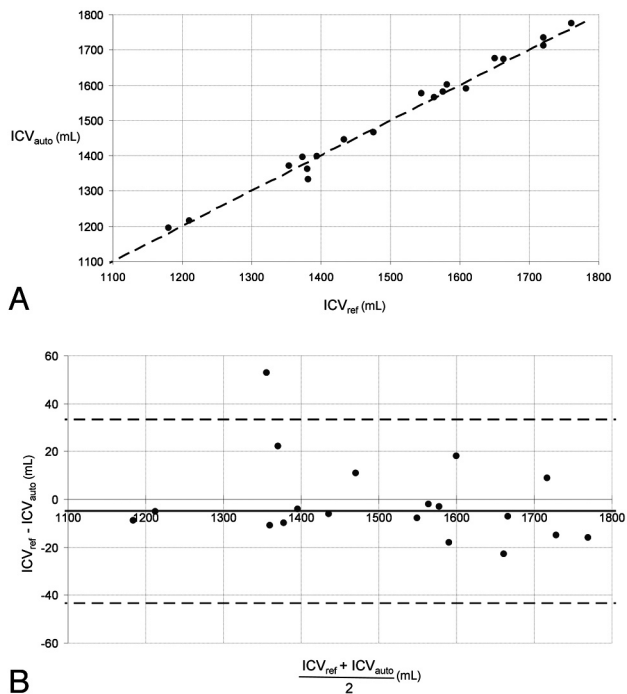 1800
1700
1600
1500
ICVauto (mL)
1400
1300
1200
1100
1100 1200 1300 1400 1500 1600 1700 1800
A
ICVref (mL)
60
40
20
0
1100 1200 1300 1400 1500 1600 1700 1800
-20
-40
-60
ICVref - ICVauto (mL)
B
ICVref + ICVauto (mL)
2